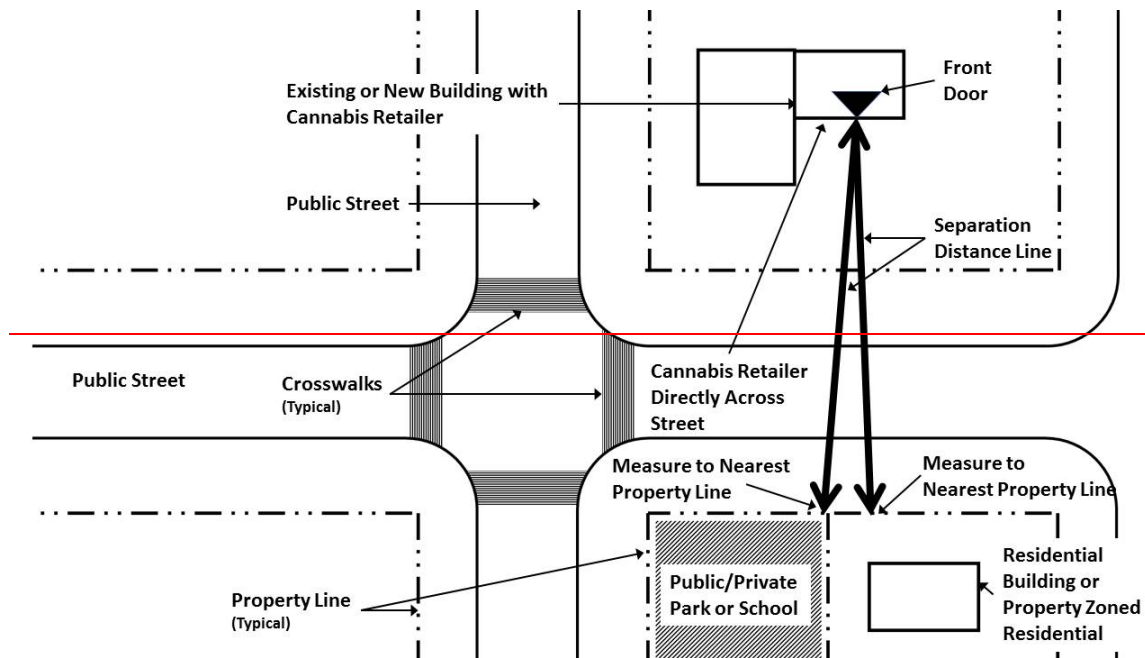 Existing or New Building with
Cannabis Retailer
Front
Door
Public Street
Separation
Distance Line
Public Street
Crosswalks
(Typical)
Cannabis Retailer
Directly Across
Street
Measure to Nearest
Property Line
Measure to
Nearest Property Line
Property Line
(Typical)
Public/Private
Park or School
Residential
Building or
Property Zoned
Residential